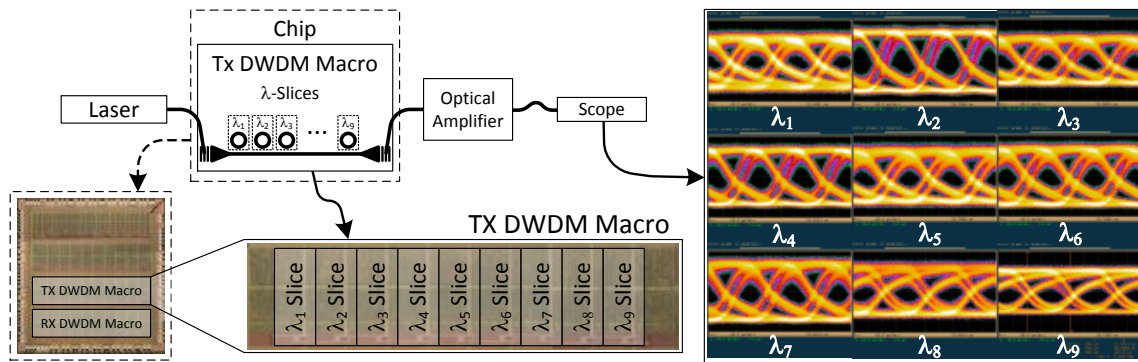 Chip
Tx DWDM Macro
λ-Slices
λ1 λ2 λ3 ... λ9
Laser
Optical
Amplifier
Scope
TX DWDM Macro
RX DWDM Macro
TX DWDM Macro
λ1 Slice
λ2 Slice
λ3 Slice
λ4 Slice
λ5 Slice
λ6 Slice
λ7 Slice
λ8 Slice
λ9 Slice
λ1 λ2 λ3
λ4 λ5 λ6
λ7 λ8 λ9